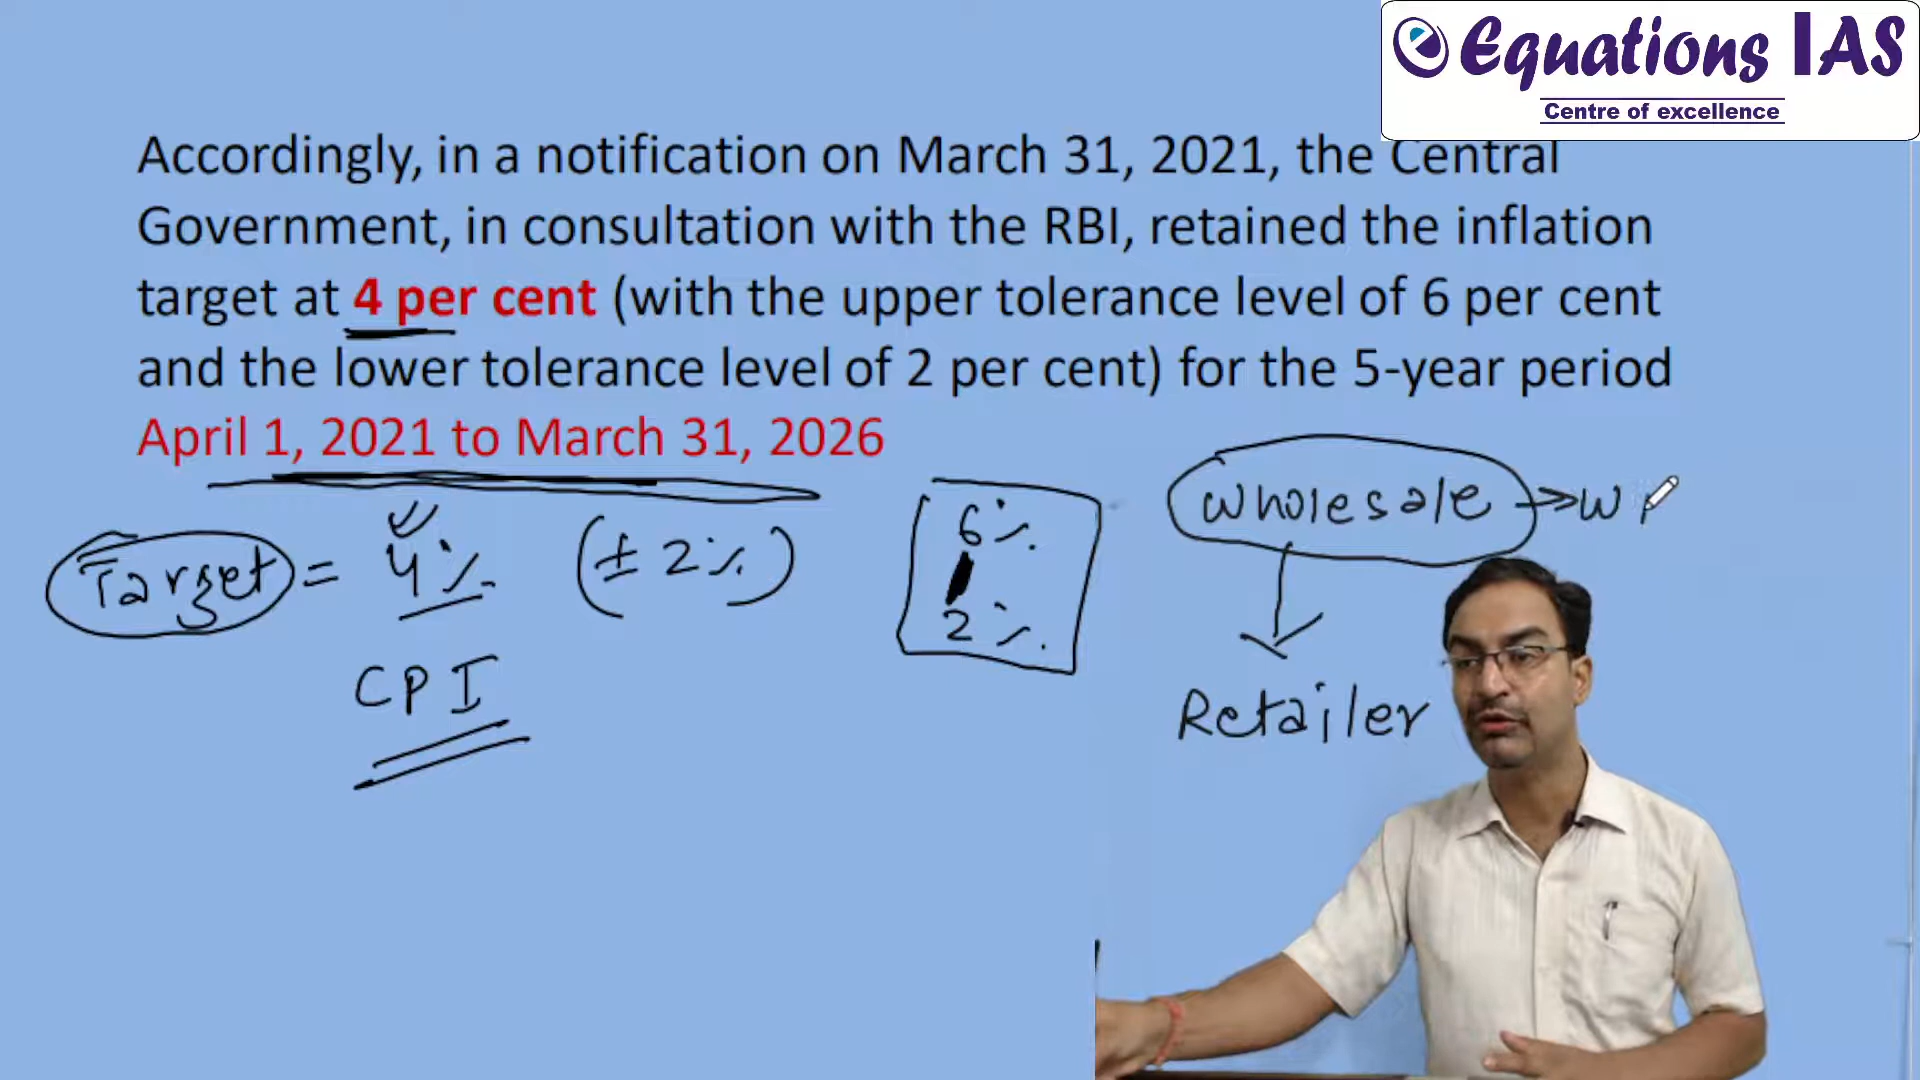 Equations IAS
Centre of excellence
Accordingly, in a notification on March 31, 2021, the Central
Government, in consultation with the RBI, retained the inflation
target at 4 per cent (with the upper tolerance level of 6 per cent
and the lower tolerance level of 2 per cent) for the 5-year period
April 1, 2021 to March 31, 2026
Target = 4% (± 2%)
CPI
6%
2%
Wholesale → W
Retailer